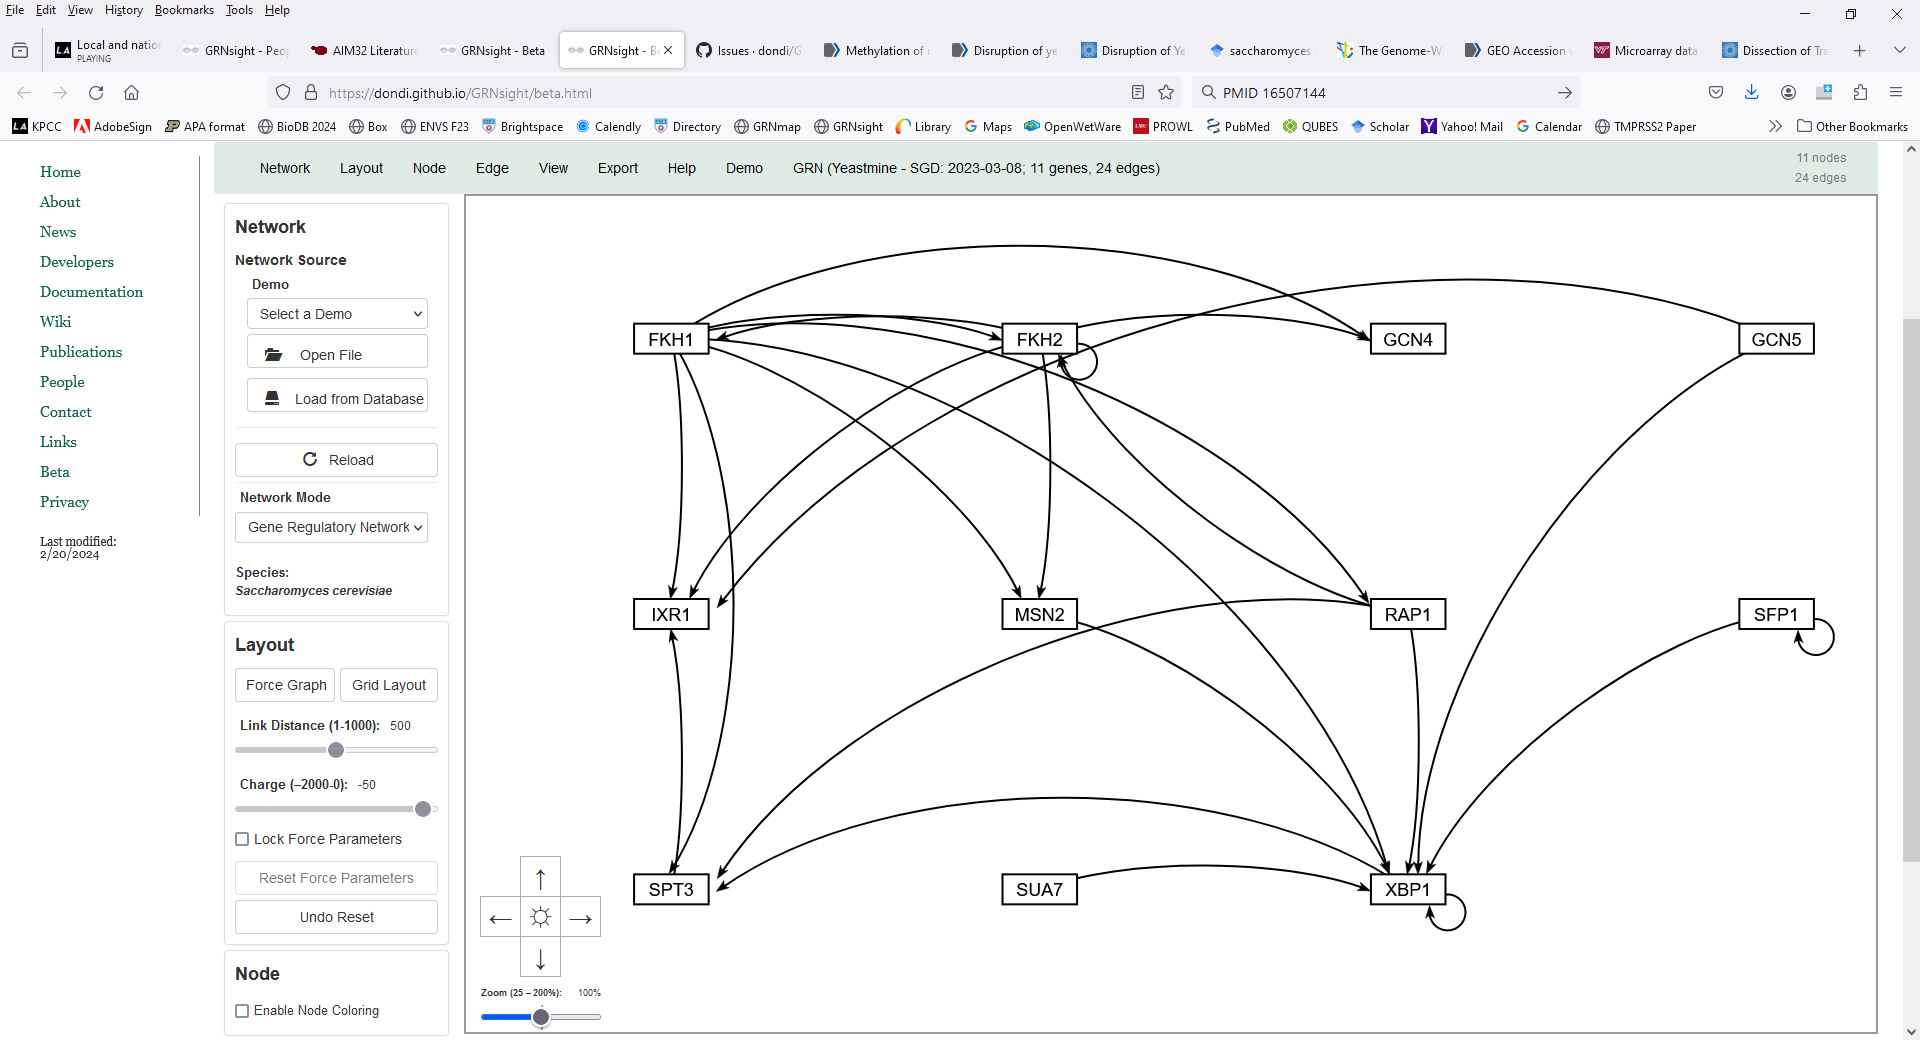 File Edit View History Bookmarks Tools Help
Local and natio
PLAYING
GRNsight - Peo
AIM32 Literature
GRNsight - Beta
GRNsight - B
Issues · dondi/G
Methylation of
Disruption of ye
Disruption of Ye
saccharomyces
The Genome-W
GEO Accession
Microarray data
Dissection of Tra
https://dondi.github.io/GRNsight/beta.html
PMID 16507144
KPCC AdobeSign APA format BioDB 2024 Box ENVS F23 Brightspace Calendly Directory GRNmap GRNsight Library Maps OpenWetWare PROWL PubMed QUBES Scholar Yahoo! Mail Calendar TMPRSS2 Paper Other Bookmarks
Home
About
News
Developers
Documentation
Wiki
Publications
People
Contact
Links
Beta
Privacy
Last modified:
2/20/2024
Network Layout Node Edge View Export Help Demo GRN (Yeastmine - SGD: 2023-03-08; 11 genes, 24 edges)
11 nodes
24 edges
Network
Network Source
Demo
Select a Demo
Open File
Load from Database
Reload
Network Mode
Gene Regulatory Network
Species:
Saccharomyces cerevisiae
Layout
Force Graph Grid Layout
Link Distance (1-1000): 500
Charge (–2000-0): -50
Lock Force Parameters
Reset Force Parameters
Undo Reset
Node
Enable Node Coloring
FKH1 FKH2 GCN4 GCN5
IXR1 MSN2 RAP1 SFP1
SPT3 SUA7 XBP1
Zoom (25 – 200%): 100%